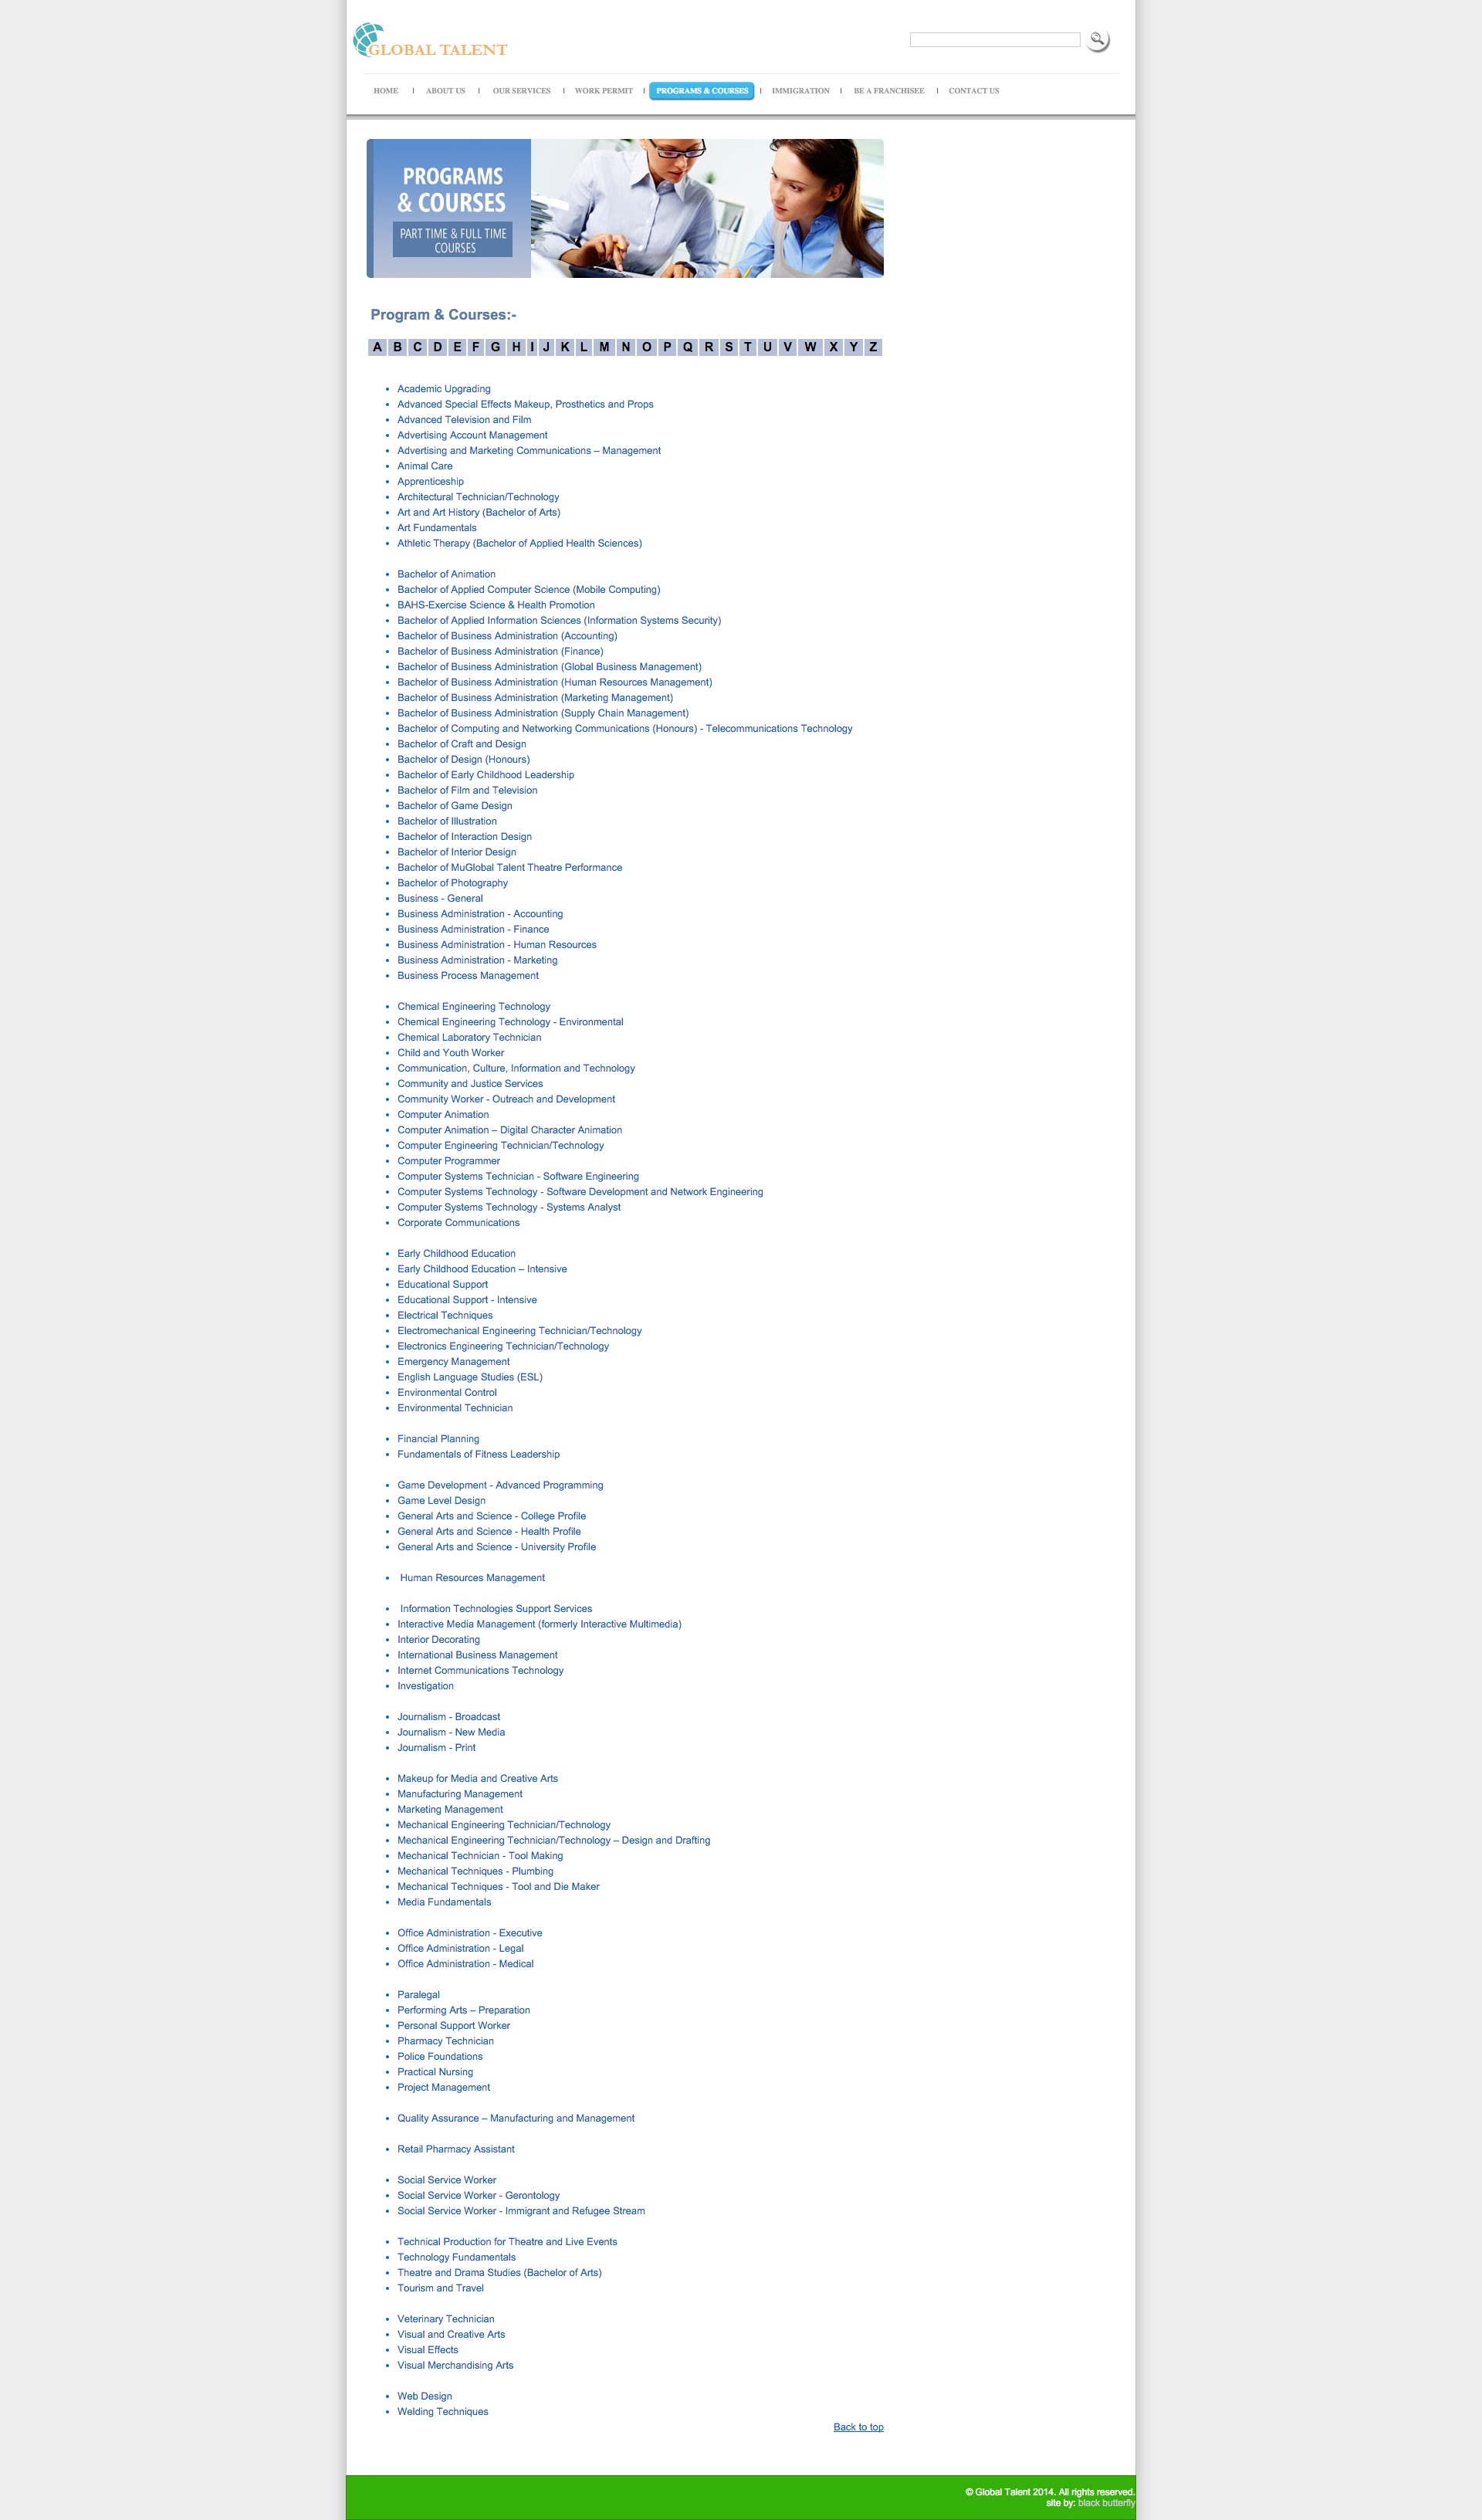 GLOBAL TALENT
HOME | ABOUT US | OUR SERVICES | WORK PERMIT | PROGRAMS & COURSES | IMMIGRATION | BE A FRANCHISEE | CONTACT US
PROGRAMS
& COURSES
PART TIME & FULL TIME
COURSES
Program & Courses:-
A B C D E F G H I J K L M N O P Q R S T U V W X Y Z
• Academic Upgrading
• Advanced Special Effects Makeup, Prosthetics and Props
• Advanced Television and Film
• Advertising Account Management
• Advertising and Marketing Communications – Management
• Animal Care
• Apprenticeship
• Architectural Technician/Technology
• Art and Art History (Bachelor of Arts)
• Art Fundamentals
• Athletic Therapy (Bachelor of Applied Health Sciences)
• Bachelor of Animation
• Bachelor of Applied Computer Science (Mobile Computing)
• BAHS-Exercise Science & Health Promotion
• Bachelor of Applied Information Sciences (Information Systems Security)
• Bachelor of Business Administration (Accounting)
• Bachelor of Business Administration (Finance)
• Bachelor of Business Administration (Global Business Management)
• Bachelor of Business Administration (Human Resources Management)
• Bachelor of Business Administration (Marketing Management)
• Bachelor of Business Administration (Supply Chain Management)
• Bachelor of Computing and Networking Communications (Honours) - Telecommunications Technology
• Bachelor of Craft and Design
• Bachelor of Design (Honours)
• Bachelor of Early Childhood Leadership
• Bachelor of Film and Television
• Bachelor of Game Design
• Bachelor of Illustration
• Bachelor of Interaction Design
• Bachelor of Interior Design
• Bachelor of MuGlobal Talent Theatre Performance
• Bachelor of Photography
• Business - General
• Business Administration - Accounting
• Business Administration - Finance
• Business Administration - Human Resources
• Business Administration - Marketing
• Business Process Management
• Chemical Engineering Technology
• Chemical Engineering Technology - Environmental
• Chemical Laboratory Technician
• Child and Youth Worker
• Communication, Culture, Information and Technology
• Community and Justice Services
• Community Worker - Outreach and Development
• Computer Animation
• Computer Animation – Digital Character Animation
• Computer Engineering Technician/Technology
• Computer Programmer
• Computer Systems Technician - Software Engineering
• Computer Systems Technology - Software Development and Network Engineering
• Computer Systems Technology - Systems Analyst
• Corporate Communications
• Early Childhood Education
• Early Childhood Education – Intensive
• Educational Support
• Educational Support - Intensive
• Electrical Techniques
• Electromechanical Engineering Technician/Technology
• Electronics Engineering Technician/Technology
• Emergency Management
• English Language Studies (ESL)
• Environmental Control
• Environmental Technician
• Financial Planning
• Fundamentals of Fitness Leadership
• Game Development - Advanced Programming
• Game Level Design
• General Arts and Science - College Profile
• General Arts and Science - Health Profile
• General Arts and Science - University Profile
• Human Resources Management
• Information Technologies Support Services
• Interactive Media Management (formerly Interactive Multimedia)
• Interior Decorating
• International Business Management
• Internet Communications Technology
• Investigation
• Journalism - Broadcast
• Journalism - New Media
• Journalism - Print
• Makeup for Media and Creative Arts
• Manufacturing Management
• Marketing Management
• Mechanical Engineering Technician/Technology
• Mechanical Engineering Technician/Technology – Design and Drafting
• Mechanical Technician - Tool Making
• Mechanical Techniques - Plumbing
• Mechanical Techniques - Tool and Die Maker
• Media Fundamentals
• Office Administration - Executive
• Office Administration - Legal
• Office Administration - Medical
• Paralegal
• Performing Arts – Preparation
• Personal Support Worker
• Pharmacy Technician
• Police Foundations
• Practical Nursing
• Project Management
• Quality Assurance – Manufacturing and Management
• Retail Pharmacy Assistant
• Social Service Worker
• Social Service Worker - Gerontology
• Social Service Worker - Immigrant and Refugee Stream
• Technical Production for Theatre and Live Events
• Technology Fundamentals
• Theatre and Drama Studies (Bachelor of Arts)
• Tourism and Travel
• Veterinary Technician
• Visual and Creative Arts
• Visual Effects
• Visual Merchandising Arts
• Web Design
• Welding Techniques
Back to top
© Global Talent 2014. All rights reserved.
site by: black butterfly